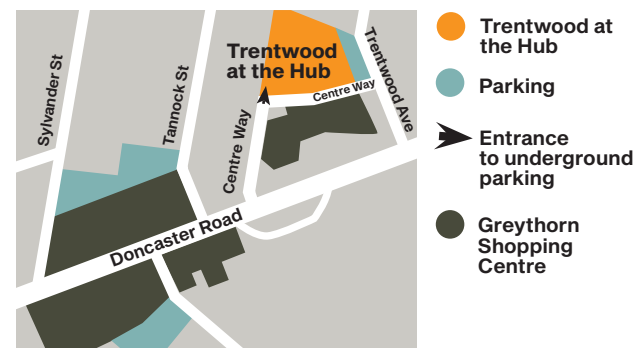 Sylvander St
Tannock St
Trentwood
at the Hub
Trentwood Ave
Centre Way
Centre Way
Doncaster Road
Trentwood at
the Hub
Parking
Entrance
to underground
parking
Greythorn
Shopping
Centre